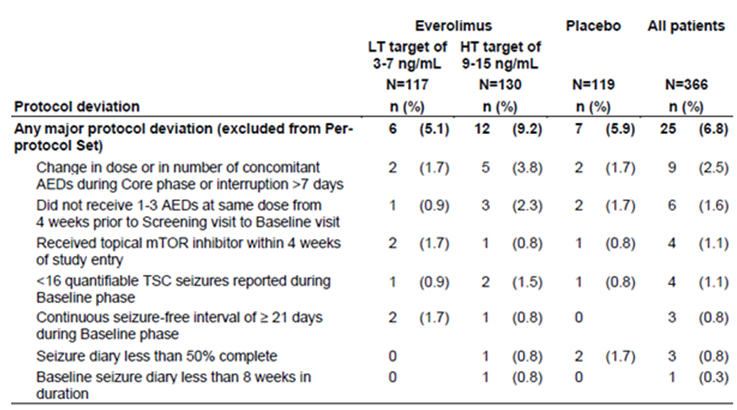 Everolimus Placebo All patients
LT target of HT target of
3-7 ng/mL 9-15 ng/mL
N=117 N=130 N=119 N=366
Protocol deviation n (%) n (%) n (%) n (%)
Any major protocol deviation (excluded from Per- 6 (5.1) 12 (9.2) 7 (5.9) 25 (6.8)
protocol Set)
Change in dose or in number of concomitant 2 (1.7) 5 (3.8) 2 (1.7) 9 (2.5)
AEDs during Core phase or interruption >7 days
Did not receive 1-3 AEDs at same dose from 1 (0.9) 3 (2.3) 2 (1.7) 6 (1.6)
4 weeks prior to Screening visit to Baseline visit
Received topical mTOR inhibitor within 4 weeks 2 (1.7) 1 (0.8) 1 (0.8) 4 (1.1)
of study entry
<16 quantifiable TSC seizures reported during 1 (0.9) 2 (1.5) 1 (0.8) 4 (1.1)
Baseline phase
Continuous seizure-free interval of ≥ 21 days 2 (1.7) 1 (0.8) 0 3 (0.8)
during Baseline phase
Seizure diary less than 50% complete 0 1 (0.8) 2 (1.7) 3 (0.8)
Baseline seizure diary less than 8 weeks in 0 1 (0.8) 0 1 (0.3)
duration